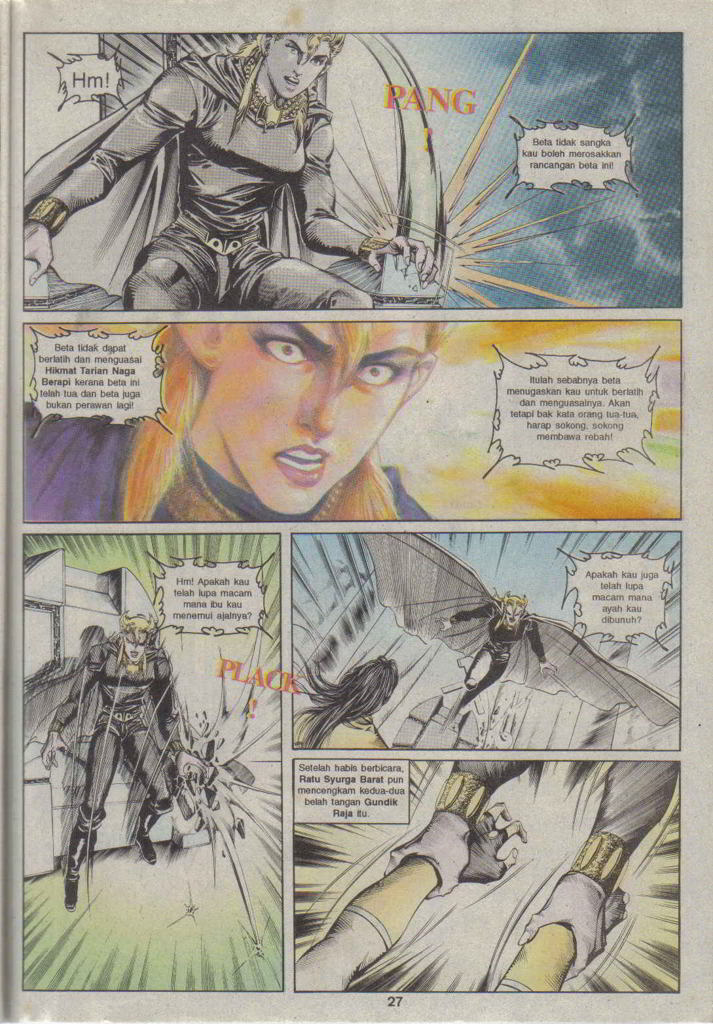 Hm!
PANG
!
Beta tidak sangka
kau boleh merosakkan
rancangan beta ini!
Beta tidak dapat
berlatih dan menguasai
Hikmat Tarian Naga
Berapi kerana beta ini
telah tua dan beta juga
bukan perawan lagi!
Itulah sebabnya beta
menugaskan kau untuk berlatih
dan menguasainya. Akan
tetapi bak kata orang tua-tua,
harap sokong, sokong
membawa rebah!
Hm! Apakah kau
telah lupa macam
mana ibu kau
menemui ajalnya?
PLACK
!
Apakah kau juga
telah lupa
macam mana
ayah kau
dibunuh?
Setelah habis berbicara,
Ratu Syurga Barat pun
mencengkam kedua-dua
belah tangan Gundik
Raja itu.
27